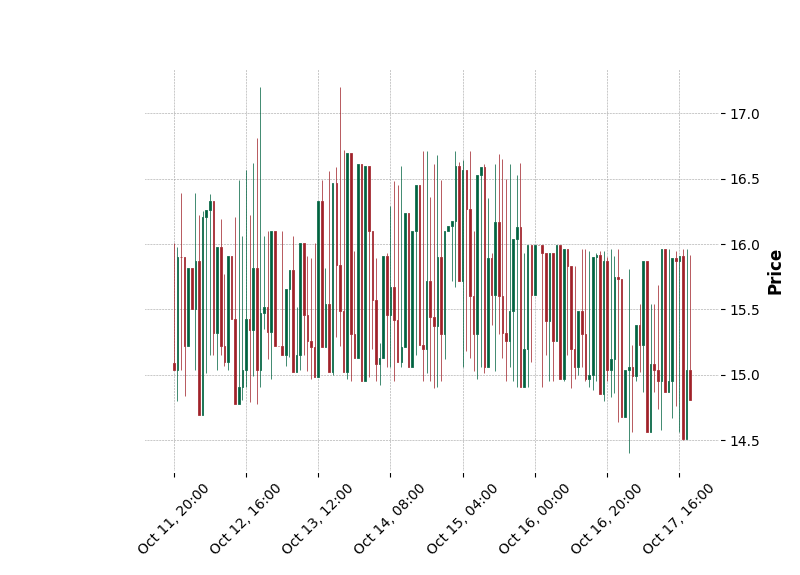 17.0
16.5
16.0
15.5
15.0
14.5
Price
Oct 11, 20:00
Oct 12, 16:00
Oct 13, 12:00
Oct 14, 08:00
Oct 15, 04:00
Oct 16, 00:00
Oct 16, 20:00
Oct 17, 16:00